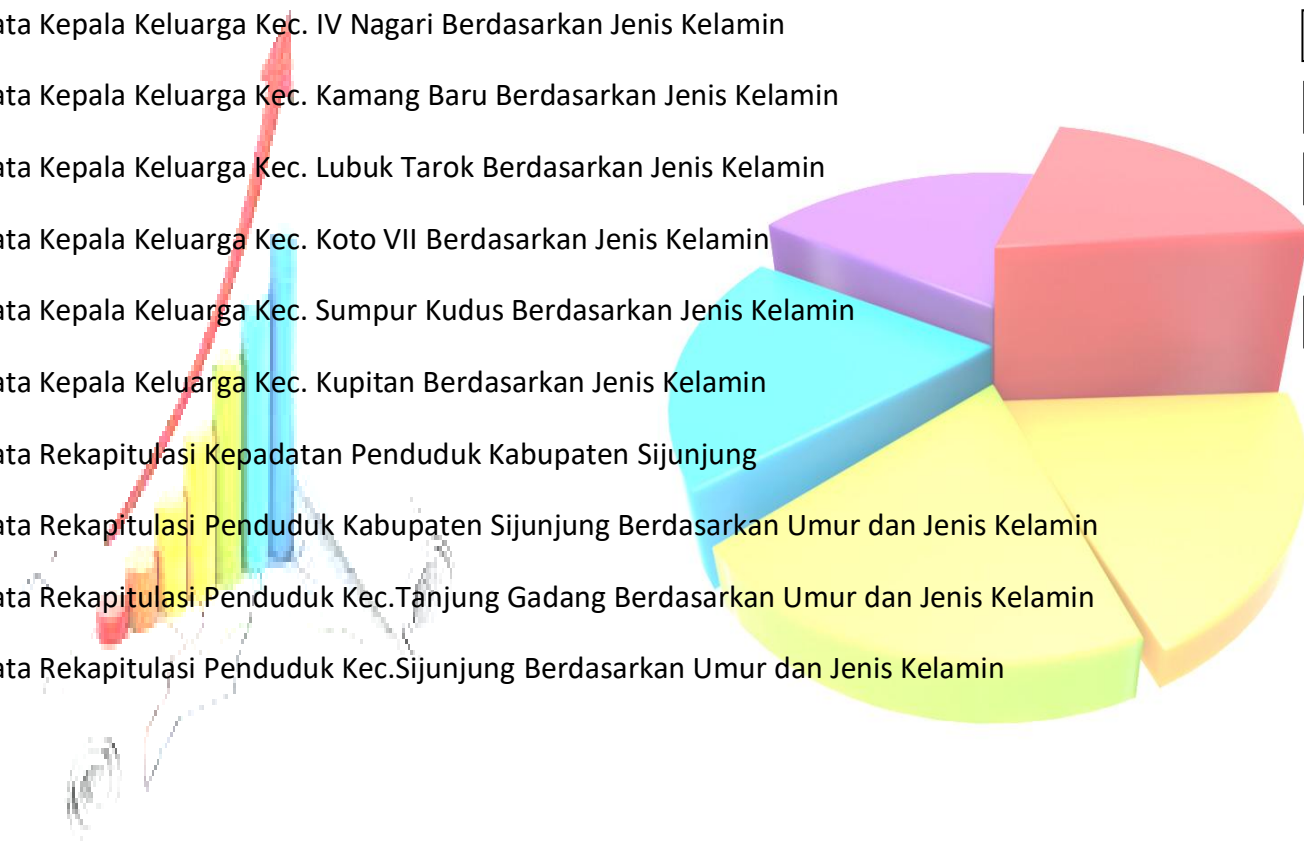 ata Kepala Keluarga Kec. IV Nagari Berdasarkan Jenis Kelamin
ata Kepala Keluarga Kec. Kamang Baru Berdasarkan Jenis Kelamin
ata Kepala Keluarga Kec. Lubuk Tarok Berdasarkan Jenis Kelamin
ata Kepala Keluarga Kec. Koto VII Berdasarkan Jenis Kelamin
ata Kepala Keluarga Kec. Sumpur Kudus Berdasarkan Jenis Kelamin
ata Kepala Keluarga Kec. Kupitan Berdasarkan Jenis Kelamin
ata Rekapitulasi Kepadatan Penduduk Kabupaten Sijunjung
ata Rekapitulasi Penduduk Kabupaten Sijunjung Berdasarkan Umur dan Jenis Kelamin
ata Rekapitulasi Penduduk Kec.Tanjung Gadang Berdasarkan Umur dan Jenis Kelamin
ata Rekapitulasi Penduduk Kec.Sijunjung Berdasarkan Umur dan Jenis Kelamin